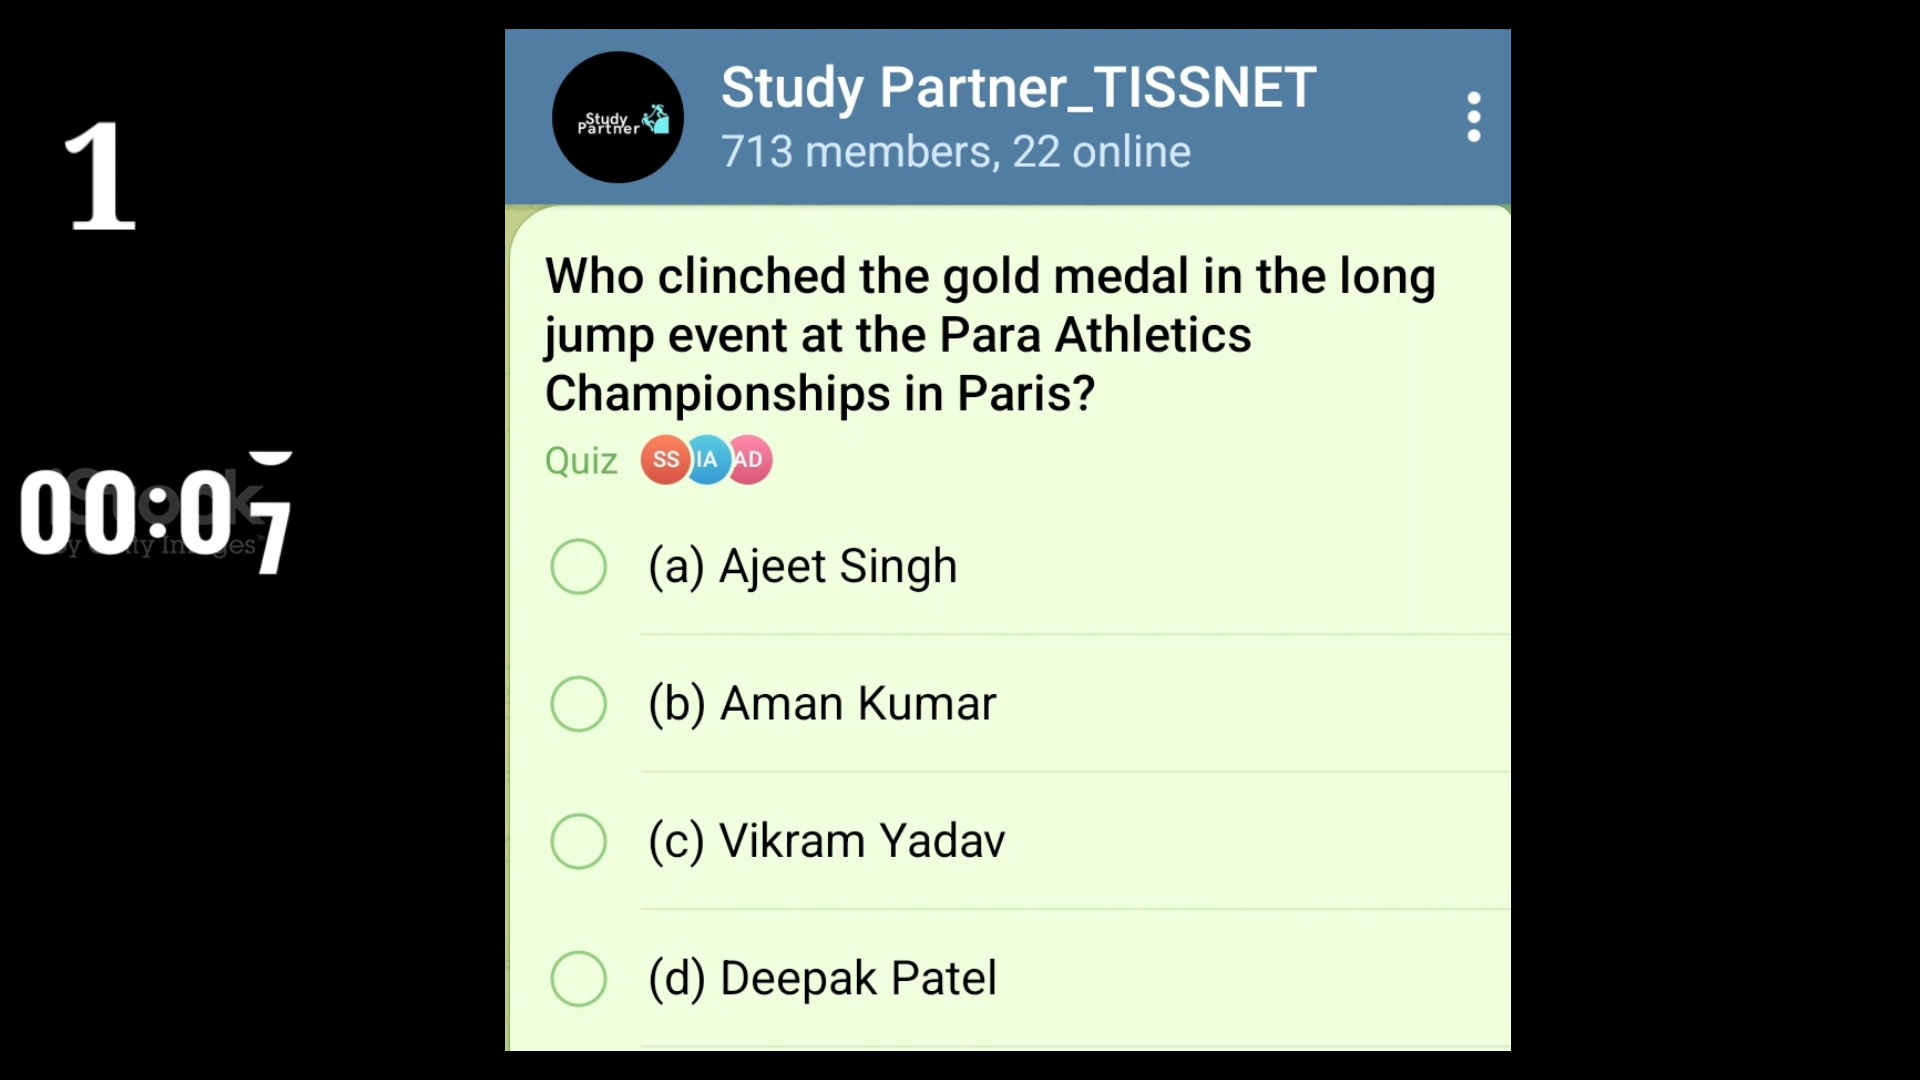 1
00:07
iStock
Study
Partner
Study Partner_TISSNET
713 members, 22 online
Who clinched the gold medal in the long
jump event at the Para Athletics
Championships in Paris?
Quiz SS IA AD
(a) Ajeet Singh
(b) Aman Kumar
(c) Vikram Yadav
(d) Deepak Patel